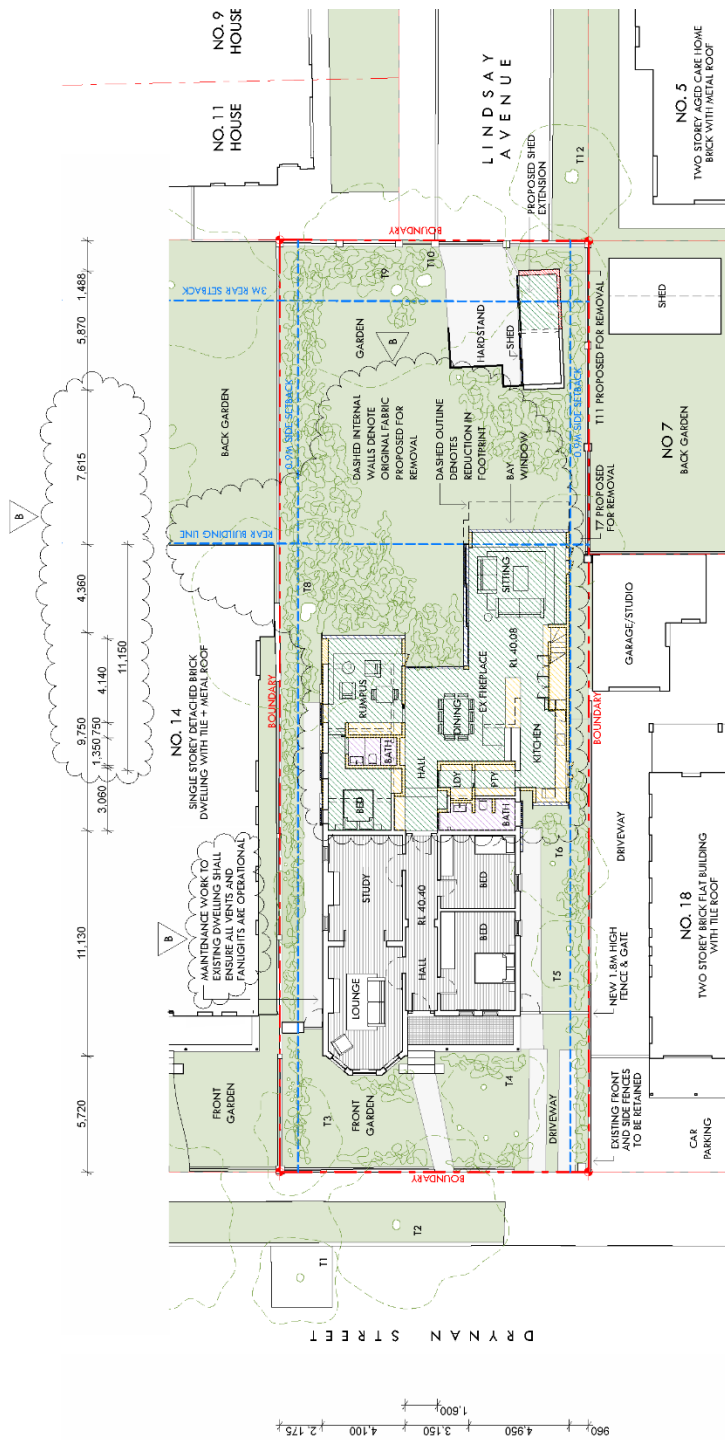 NO. 9
HOUSE
NO. 11
HOUSE
LINDSAY
AVENUE
NO. 5
TWO STOREY AGED CARE HOME
BRICK WITH METAL ROOF
T12
PROPOSED SHED
EXTENSION
BOUNDARY
1,488
5,870
7,615
4,360
4,140
11,150
9,750
750
1,350
3,060
11,130
5,720
3M REAR SETBACK
T9
T10
BACK GARDEN
GARDEN
B
HARDSTAND
SHED
SHED
T11 PROPOSED FOR REMOVAL
0.9M SIDE SETBACK
0.9M SIDE SETBACK
DASHED INTERNAL
WALLS DENOTE
ORIGINAL FABRIC
PROPOSED FOR
REMOVAL
DASHED OUTLINE
DENOTES
REDUCTION IN
FOOTPRINT
BAY
WINDOW
T7 PROPOSED
FOR REMOVAL
NO 7
BACK GARDEN
B
REAR BUILDING LINE
T8
SITTING
RL 40.08
EX FIREPLACE
RUMPUS
DINING
KITCHEN
GARAGE/STUDIO
BOUNDARY
BOUNDARY
NO. 14
SINGLE STOREY DETACHED BRICK
DWELLING WITH TILE + METAL ROOF
BATH
HALL
LDY
PTY
BED
BATH
DRIVEWAY
T6
MAINTENANCE WORK TO
EXISTING DWELLING SHALL
ENSURE ALL VENTS AND
FANLIGHTS ARE OPERATIONAL
B
STUDY
RL 40.40
BED
LOUNGE
HALL
BED
T5
NEW 1.8M HIGH
FENCE & GATE
NO. 18
TWO STOREY BRICK FLAT BUILDING
WITH TILE ROOF
FRONT
GARDEN
T3
FRONT
GARDEN
T4
DRIVEWAY
EXISTING FRONT
AND SIDE FENCES
TO BE RETAINED
CAR
PARKING
BOUNDARY
T2
T1
DRYNAN STREET
2,175
4,100
1,600
3,150
4,950
960